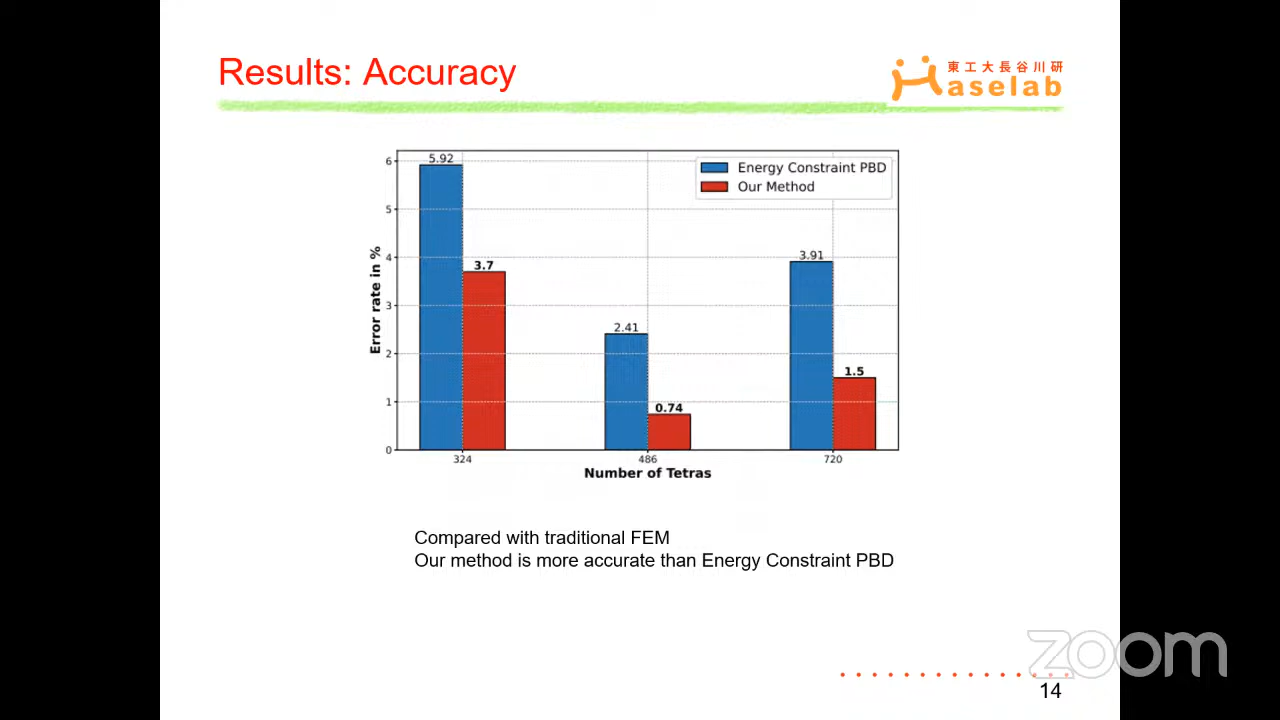 Results: Accuracy
東工大長谷川研
Haselab
5.92
3.7
2.41
0.74
3.91
1.5
Energy Constraint PBD
Our Method
6
5
4
3
2
1
0
Error rate in %
324
486
720
Number of Tetras
Compared with traditional FEM
Our method is more accurate than Energy Constraint PBD
zoom
14